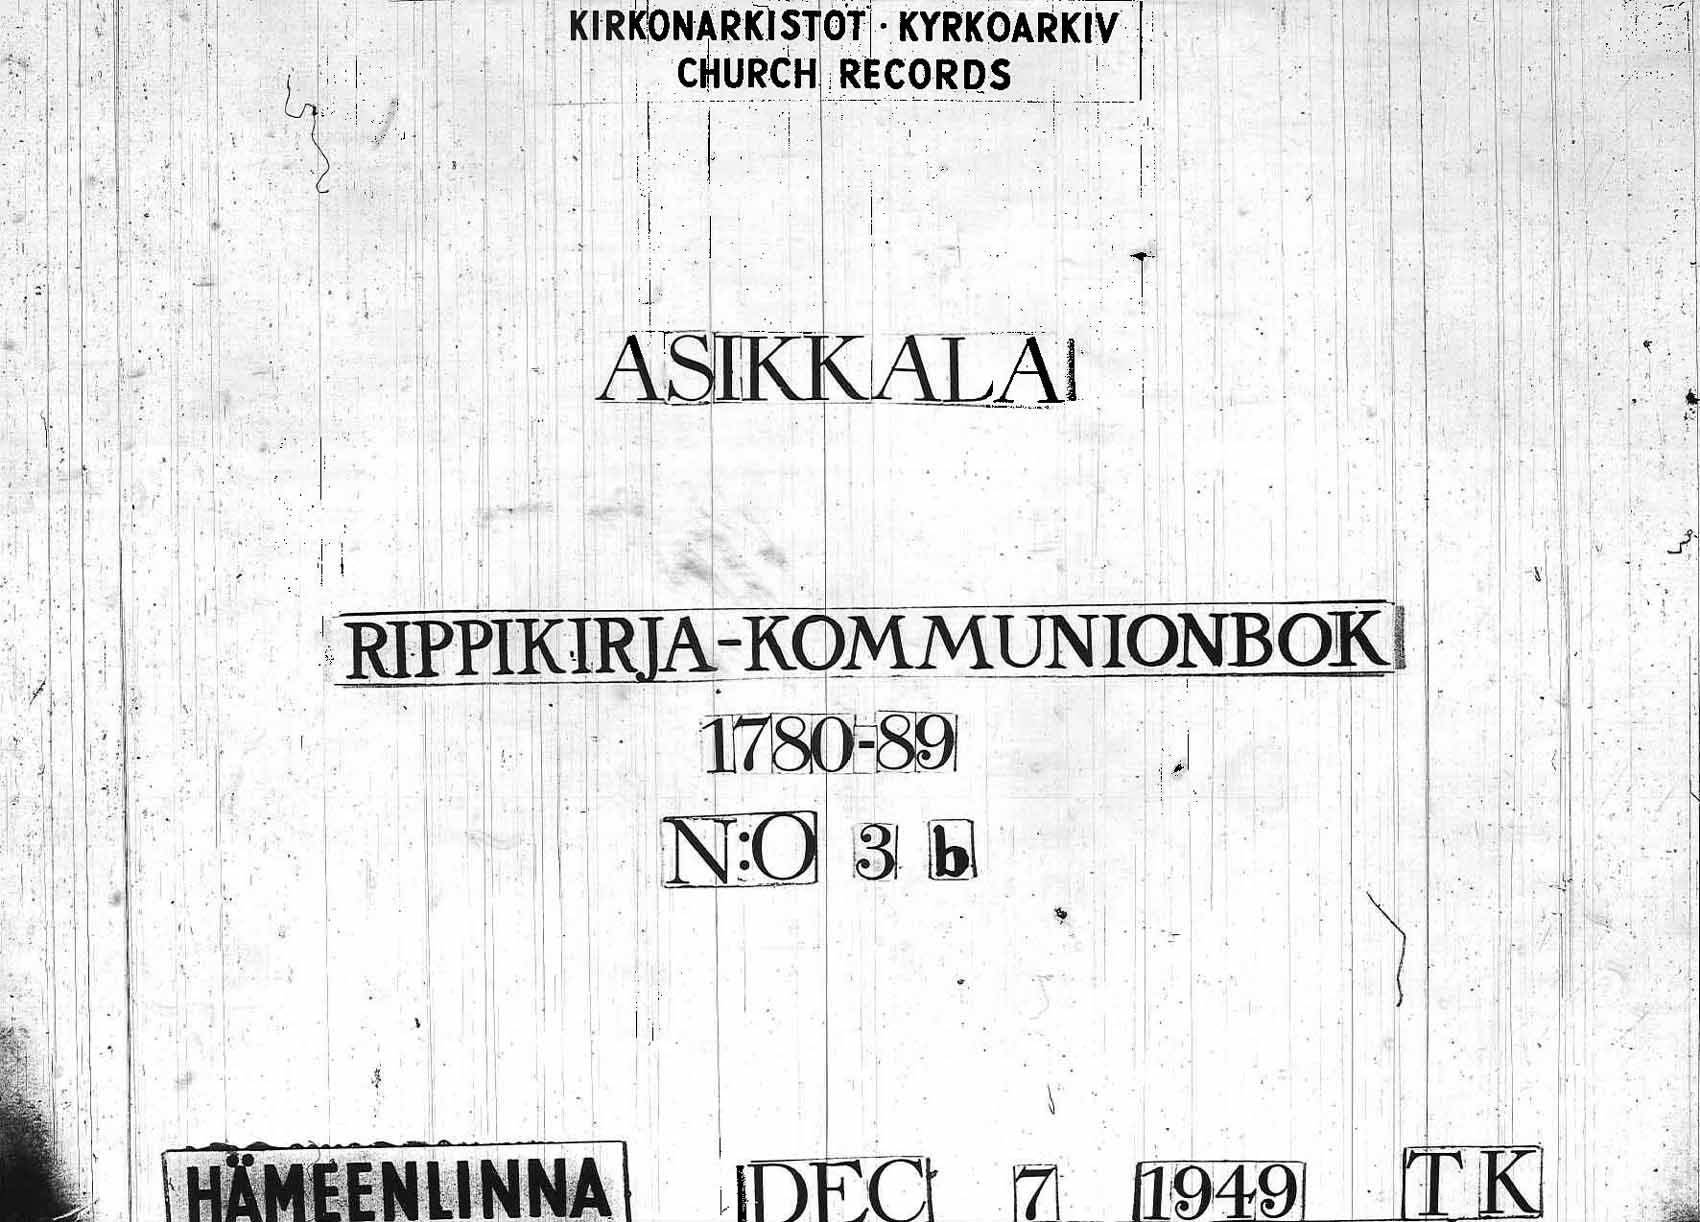 KIRKONARKISTOT · KYRKOARKIV
CHURCH RECORDS
ASIKKALA
RIPPIKIRJA-KOMMUNIONBOK
1780-89
N:O 3 b
HÄMEENLINNA DEC 7 1949 TK